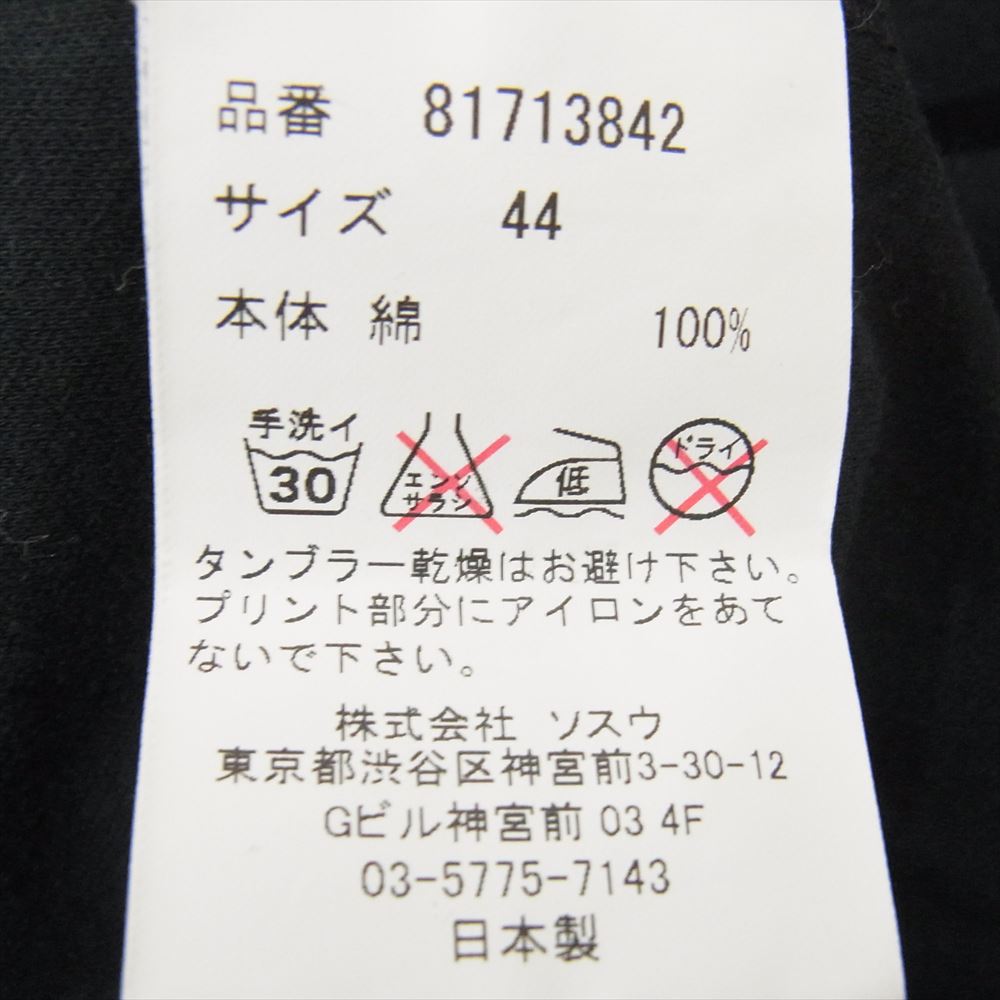 品番 81713842
サイズ 44
本体 綿 100%
手洗イ
30
エンソ
サラシ
低
ドライ
タンブラー乾燥はお避け下さい。
プリント部分にアイロンをあて
ないで下さい。
株式会社 ソスウ
東京都渋谷区神宮前3-30-12
Gビル神宮前 03 4F
03-5775-7143
日本製